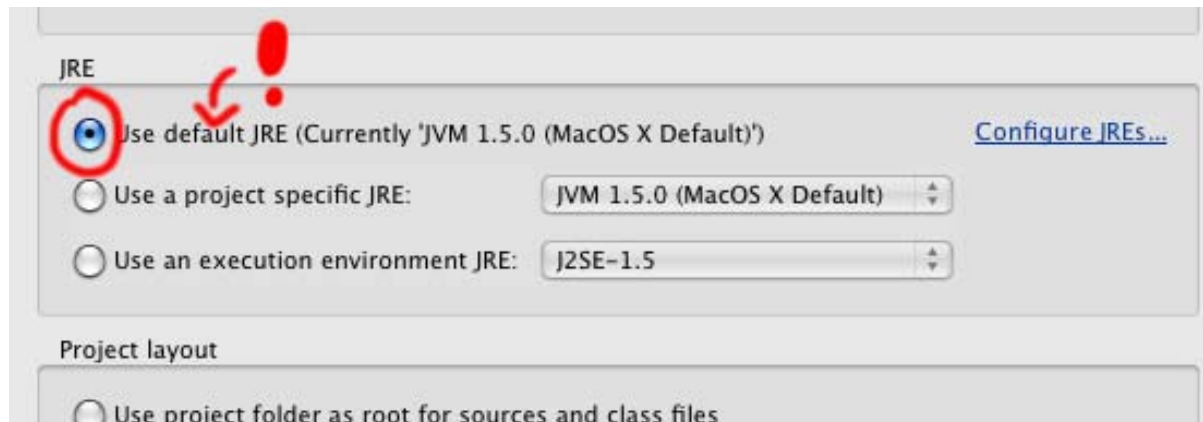 !
JRE
Use default JRE (Currently 'JVM 1.5.0 (MacOS X Default)')
Configure JREs...
Use a project specific JRE:
JVM 1.5.0 (MacOS X Default)
Use an execution environment JRE:
J2SE-1.5
Project layout
Use project folder as root for sources and class files